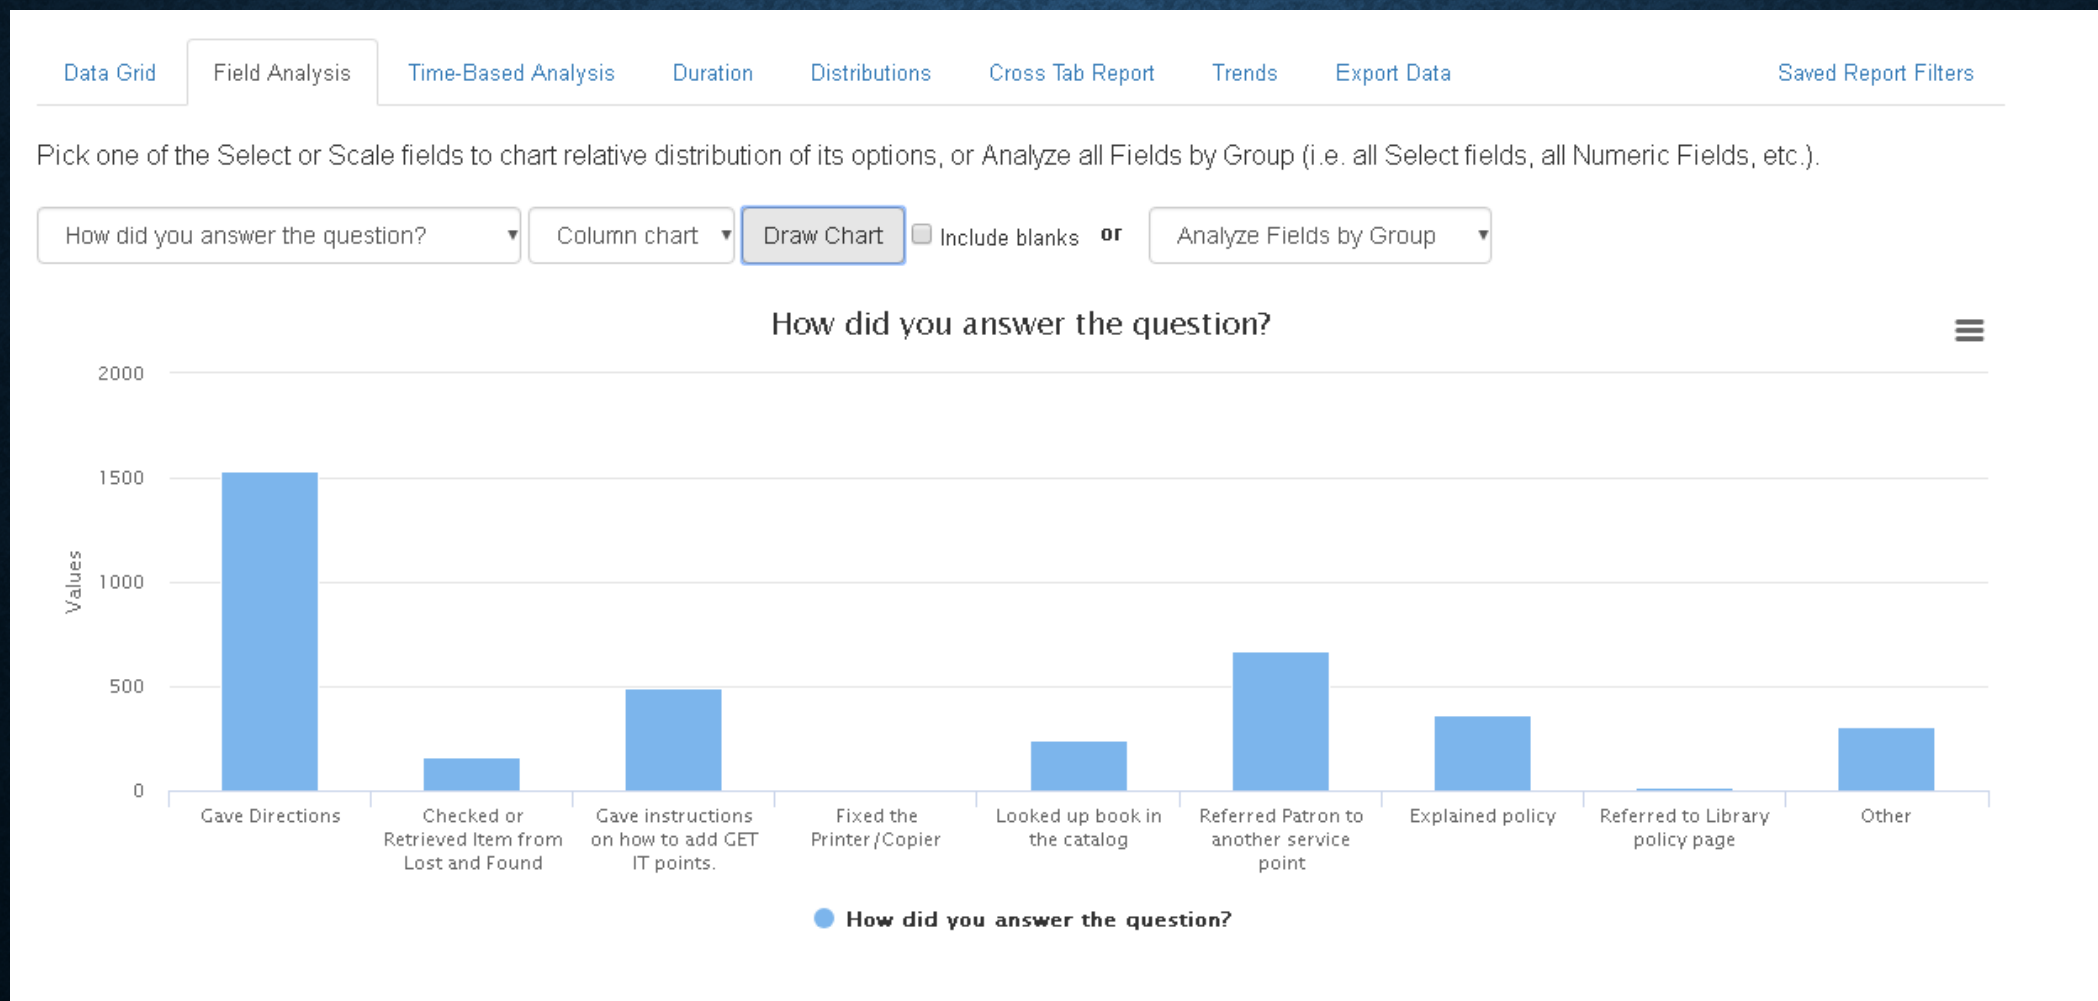 Data Grid Field Analysis Time-Based Analysis Duration Distributions Cross Tab Report Trends Export Data Saved Report Filters
Pick one of the Select or Scale fields to chart relative distribution of its options, or Analyze all Fields by Group (i.e. all Select fields, all Numeric Fields, etc.).
How did you answer the question? Column chart Draw Chart Include blanks or Analyze Fields by Group
How did you answer the question?
2000
1500
1000
500
0
Values
Gave Directions
Checked or
Retrieved Item from
Lost and Found
Gave instructions
on how to add GET
IT points.
Fixed the
Printer/Copier
Looked up book in
the catalog
Referred Patron to
another service
point
Explained policy
Referred to Library
policy page
Other
How did you answer the question?